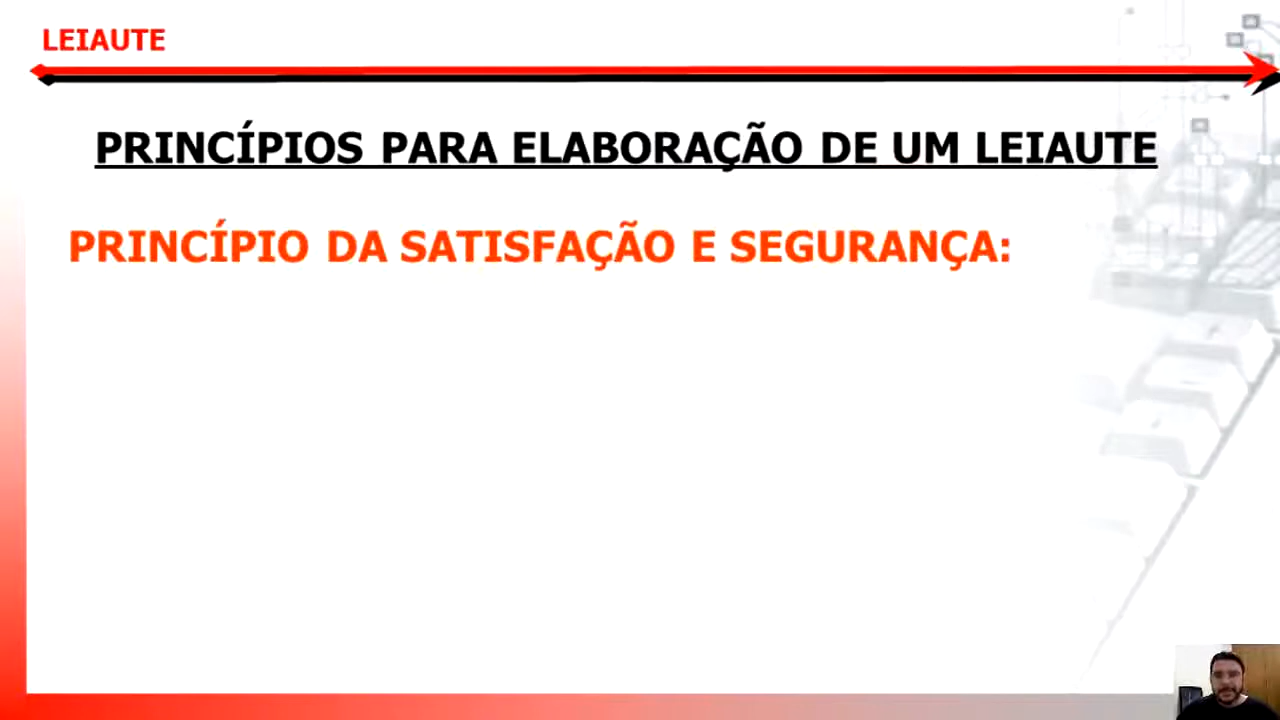 LEIAUTE
PRINCÍPIOS PARA ELABORAÇÃO DE UM LEIAUTE
PRINCÍPIO DA SATISFAÇÃO E SEGURANÇA: